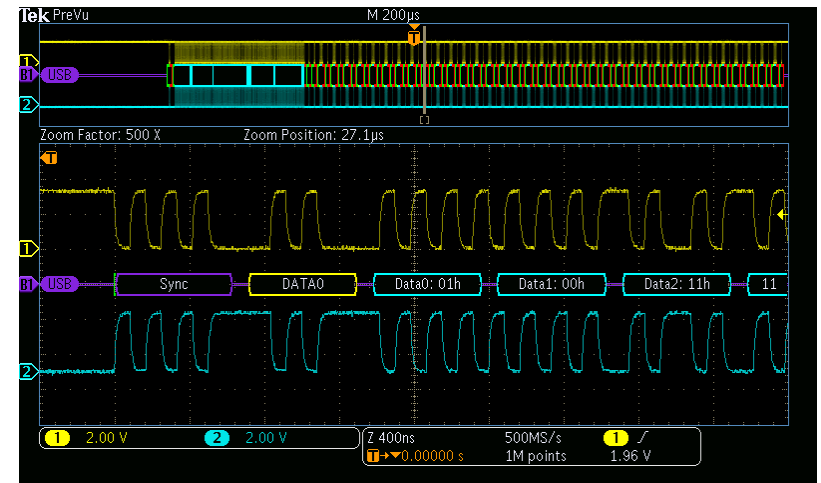 Tek PreVu M 200µs
T
1
B1 USB
2
Zoom Factor: 500 X Zoom Position: 27.1µs
T
1
B1 USB Sync DATA0 Data0: 01h Data1: 00h Data2: 11h 11
2
1 2.00 V 2 2.00 V Z 400ns 500MS/s 1
T→▼0.00000 s 1M points 1.96 V